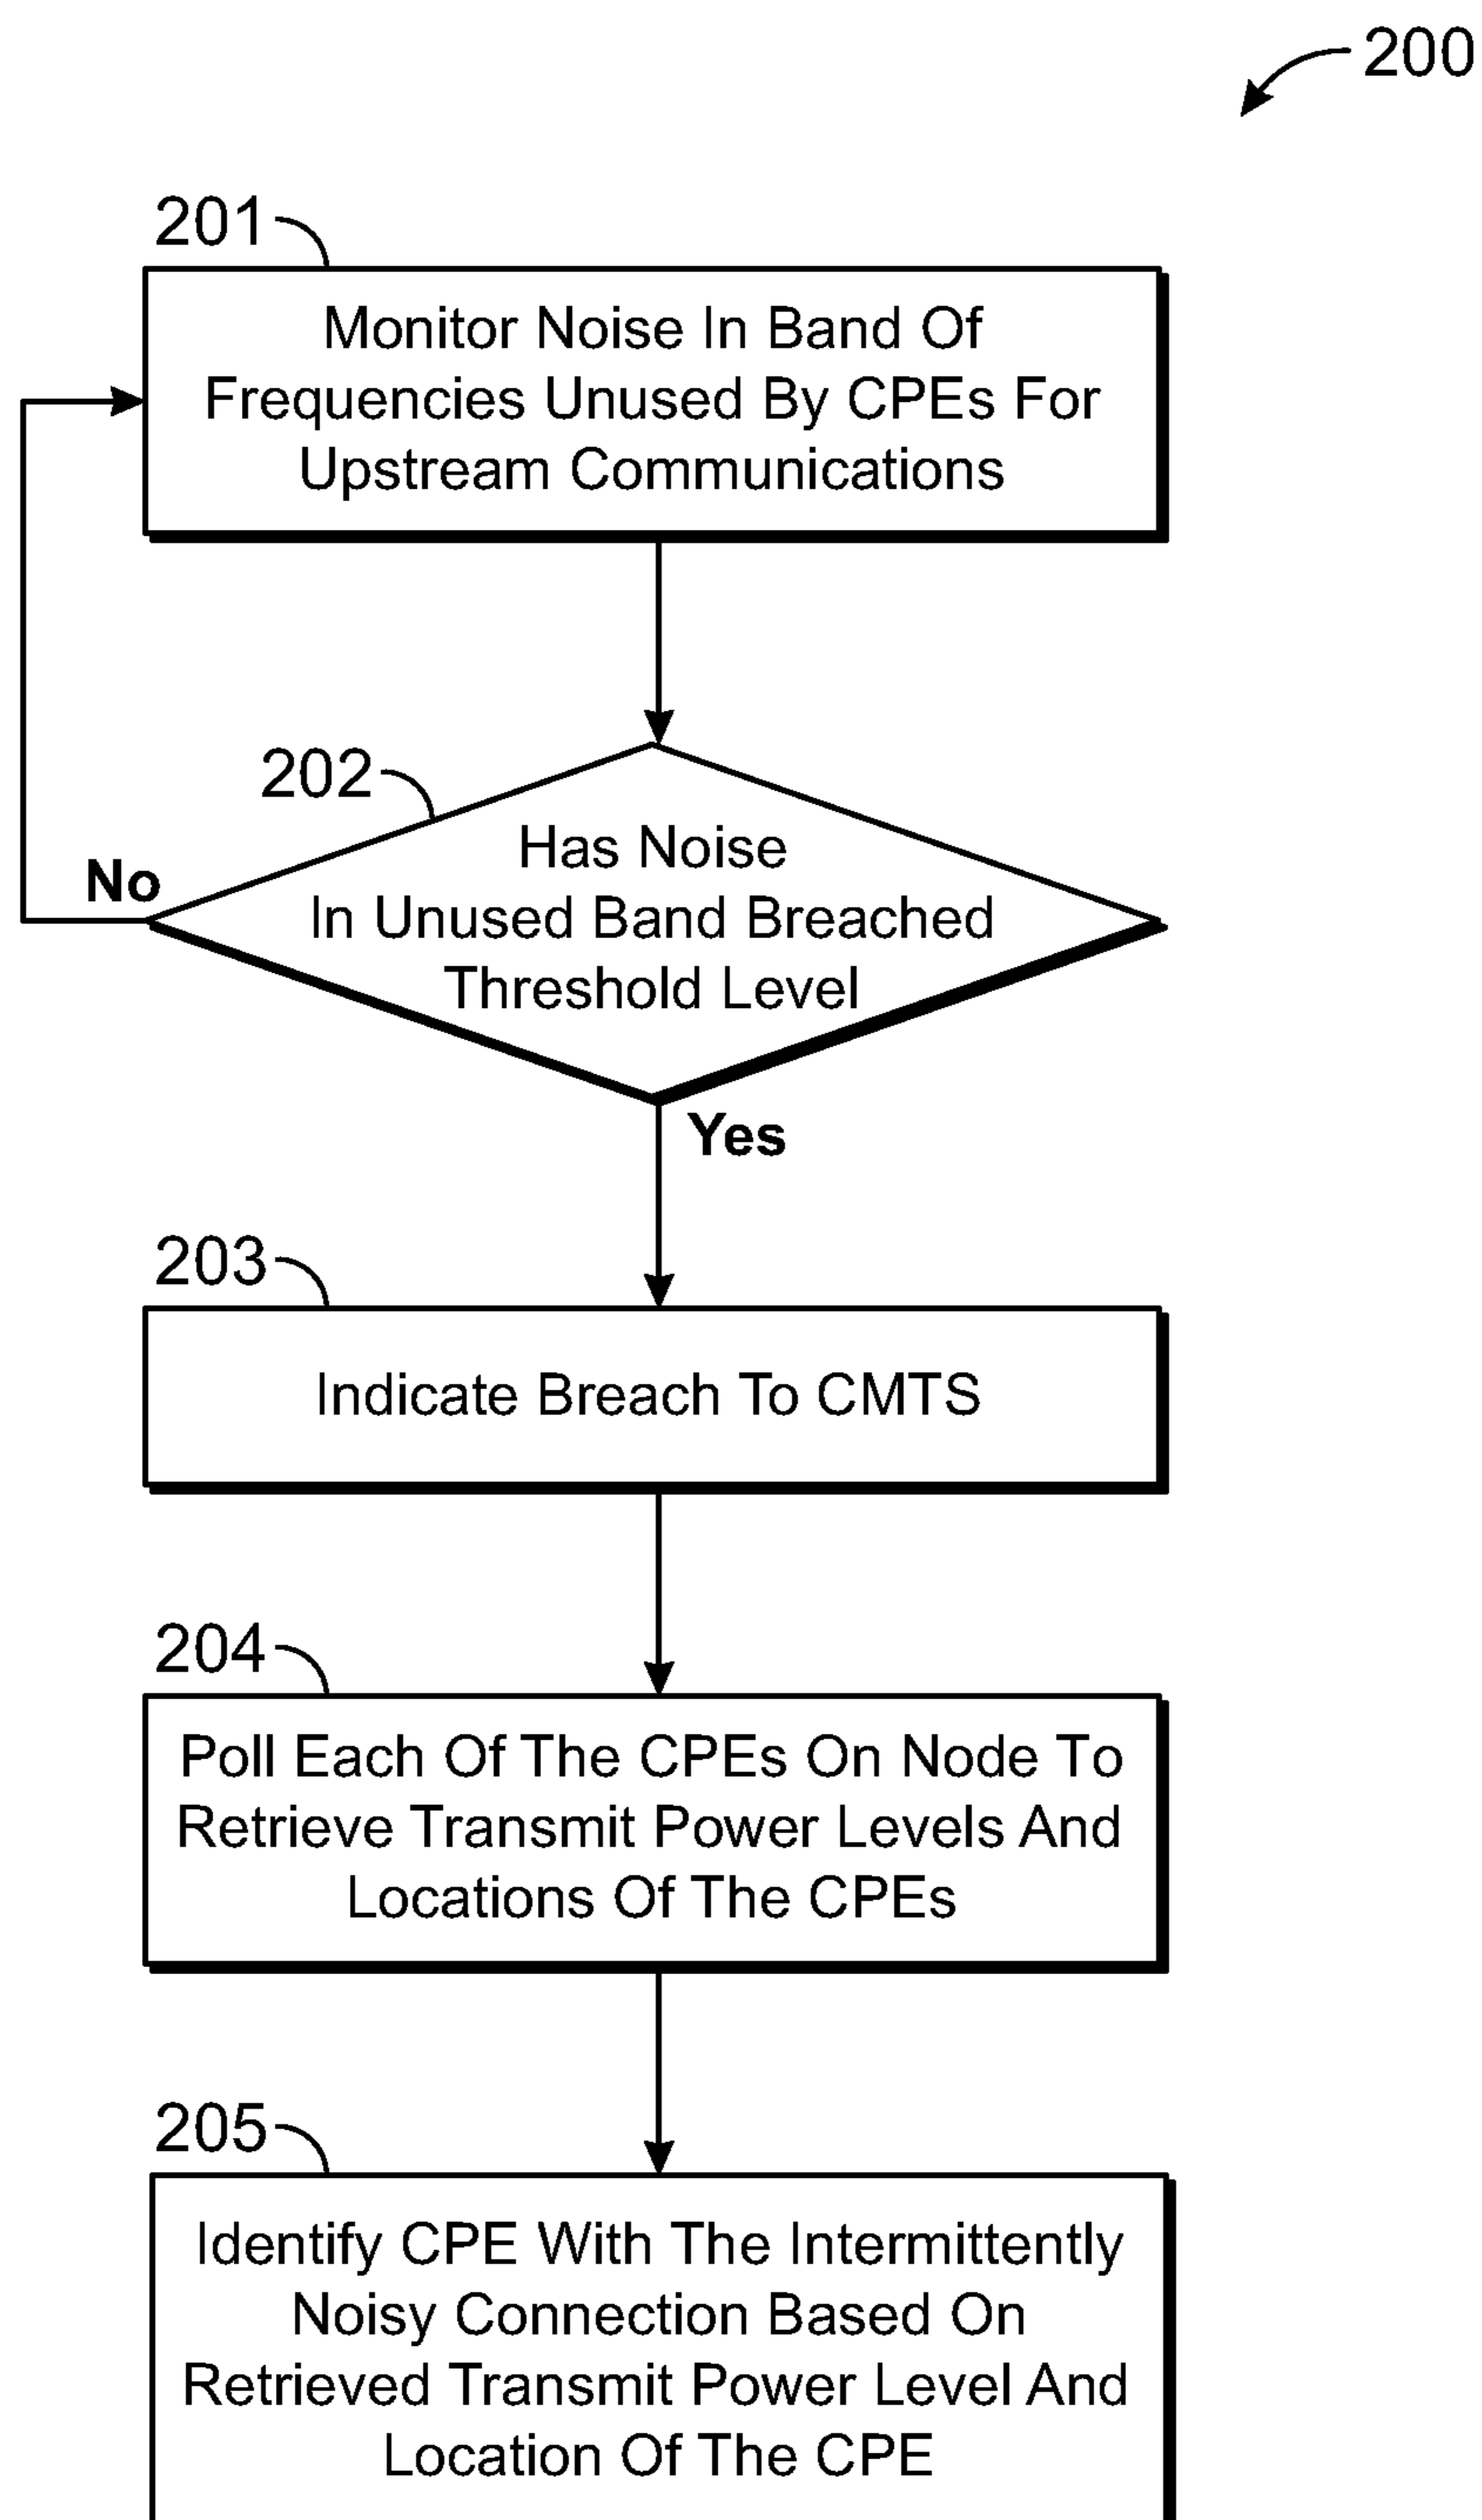 200
201
Monitor Noise In Band Of
Frequencies Unused By CPEs For
Upstream Communications
202
Has Noise
In Unused Band Breached
Threshold Level
No
Yes
203
Indicate Breach To CMTS
204
Poll Each Of The CPEs On Node To
Retrieve Transmit Power Levels And
Locations Of The CPEs
205
Identify CPE With The Intermittently
Noisy Connection Based On
Retrieved Transmit Power Level And
Location Of The CPE